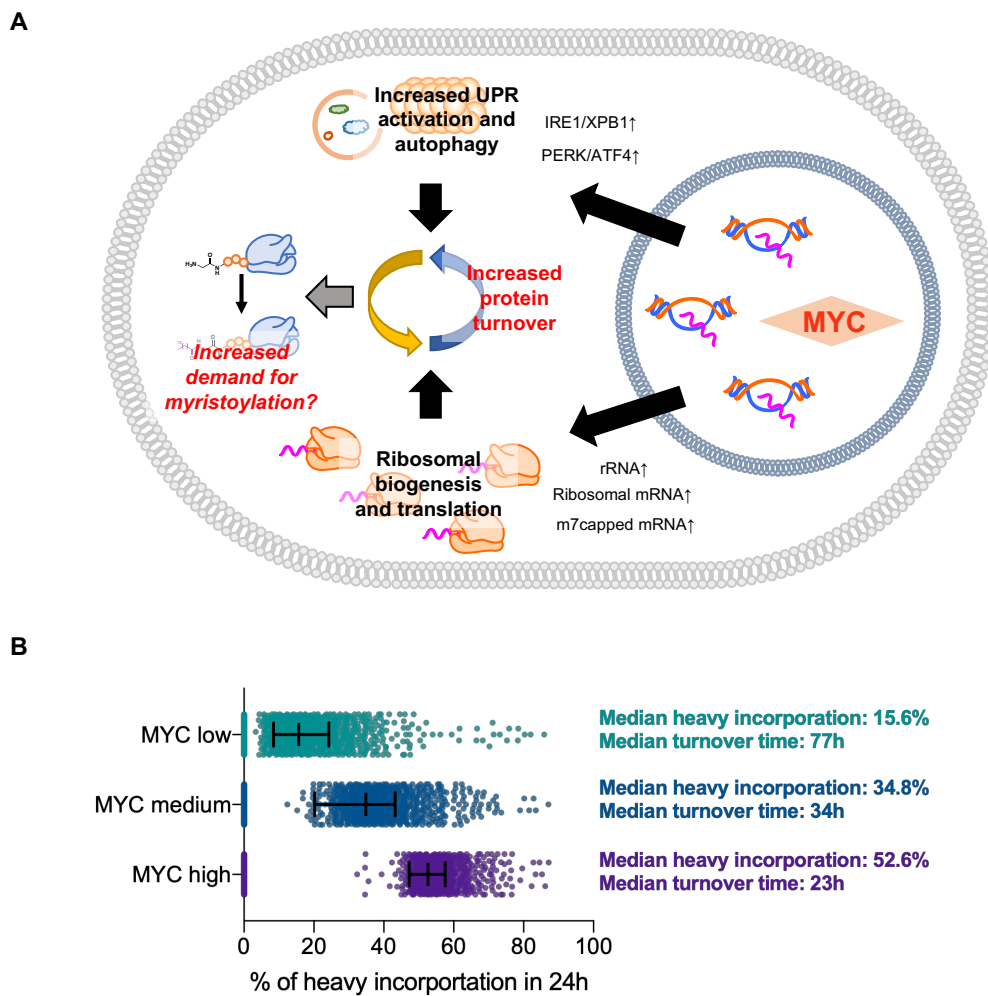 A
Increased UPR
activation and
autophagy
IRE1/XPB1↑
PERK/ATF4↑
Increased
protein
turnover
MYC
Increased
demand for
myristoylation?
Ribosomal
biogenesis
and translation
rRNA↑
Ribosomal mRNA↑
m7capped mRNA↑
B
MYC low
Median heavy incorporation: 15.6%
Median turnover time: 77h
MYC medium
Median heavy incorporation: 34.8%
Median turnover time: 34h
MYC high
Median heavy incorporation: 52.6%
Median turnover time: 23h
0 20 40 60 80 100
% of heavy incorportation in 24h